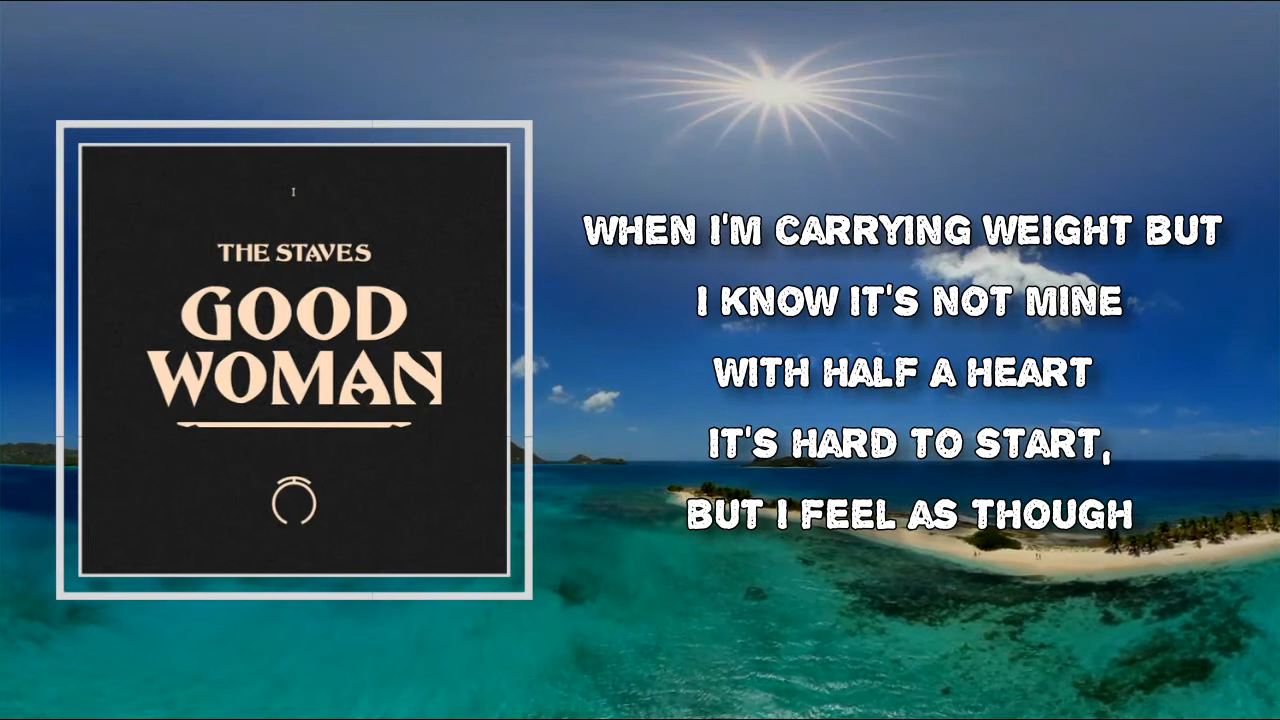 I
THE STAVES
GOOD
WOMAN
WHEN I'M CARRYING WEIGHT BUT
I KNOW IT'S NOT MINE
WITH HALF A HEART
IT'S HARD TO START,
BUT I FEEL AS THOUGH